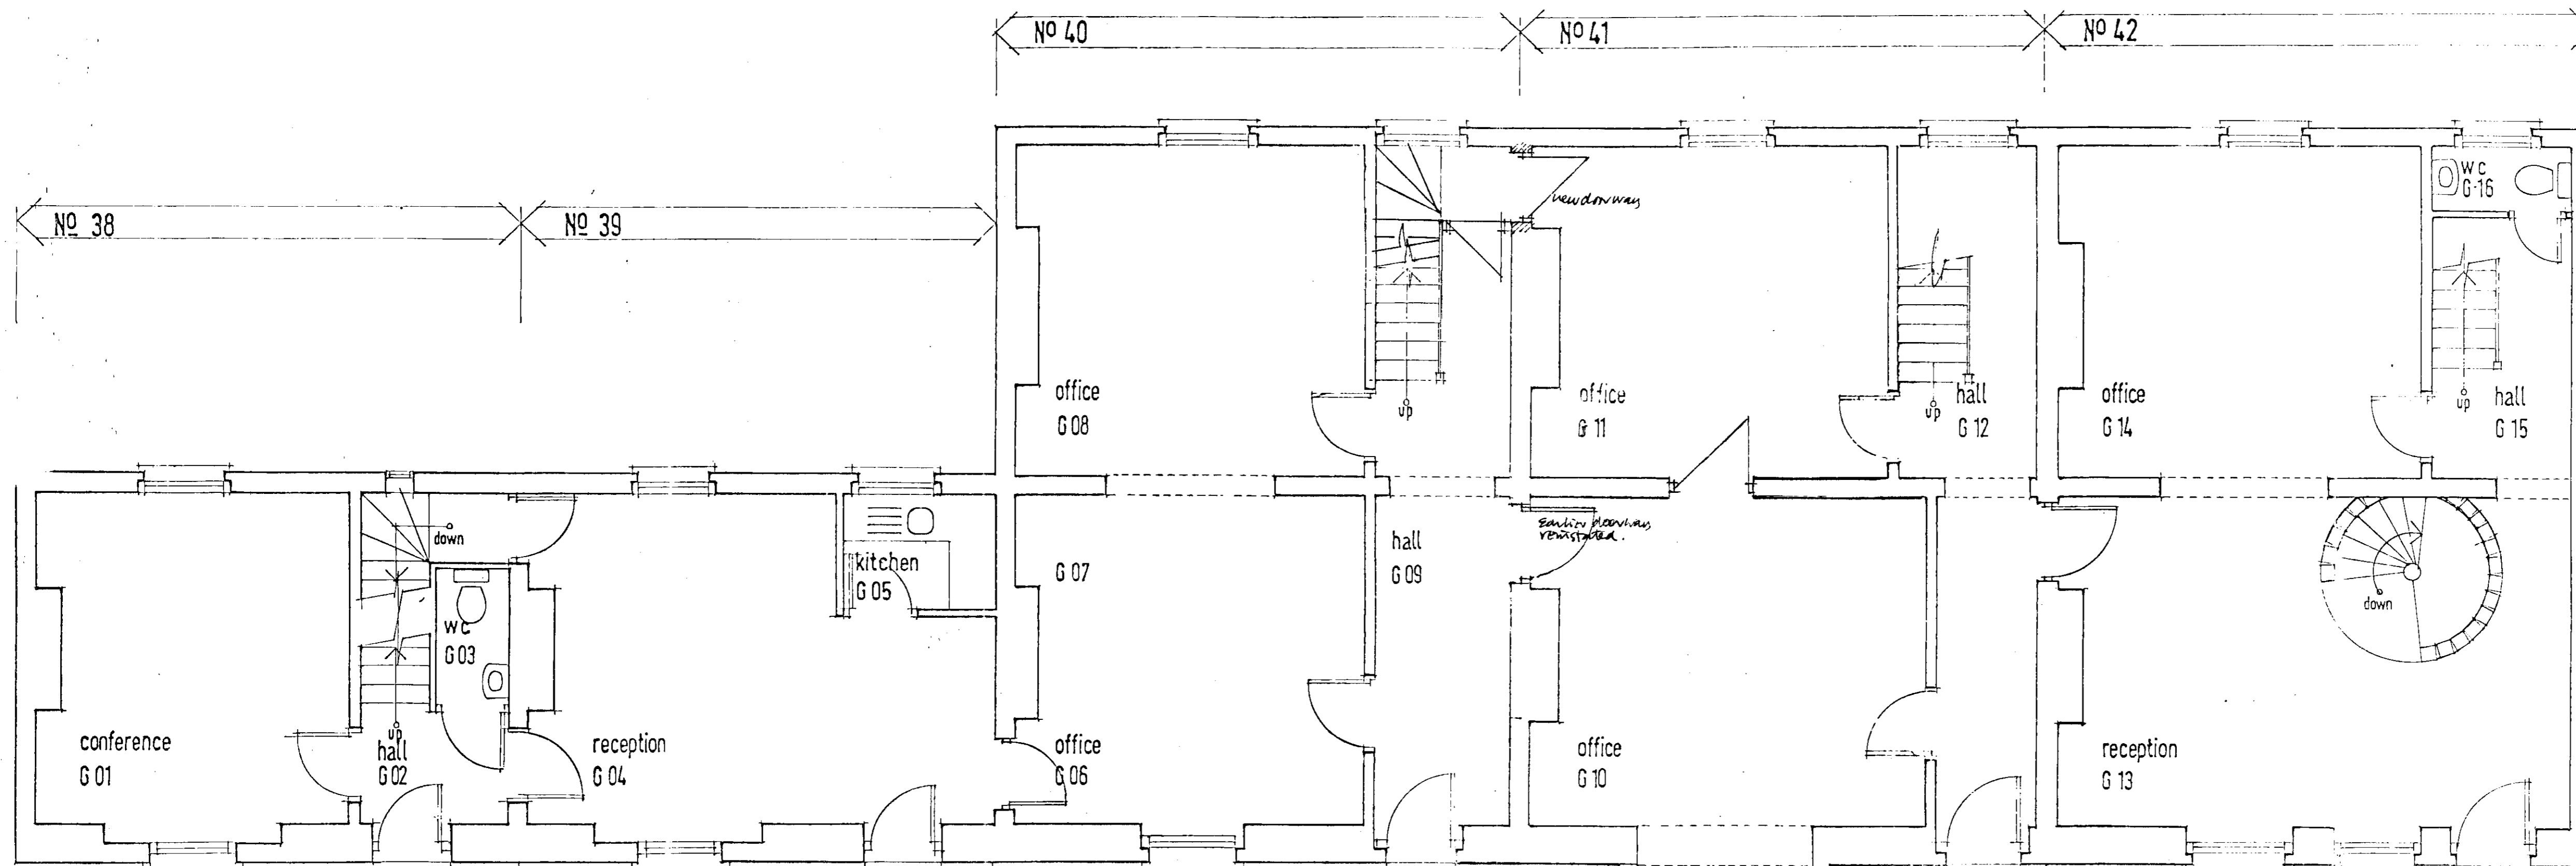 Nº 40
Nº 41
Nº 42
Nº 38
Nº 39
new doorway
WC
G 16
office
G 08
up
office
G 11
up
hall
G 12
office
G 14
up
hall
G 15
down
kitchen
G 05
WC
G 03
G 07
hall
G 09
Earlier doorway
reinstated.
down
conference
G 01
up
hall
G 02
reception
G 04
office
G 06
office
G 10
reception
G 13